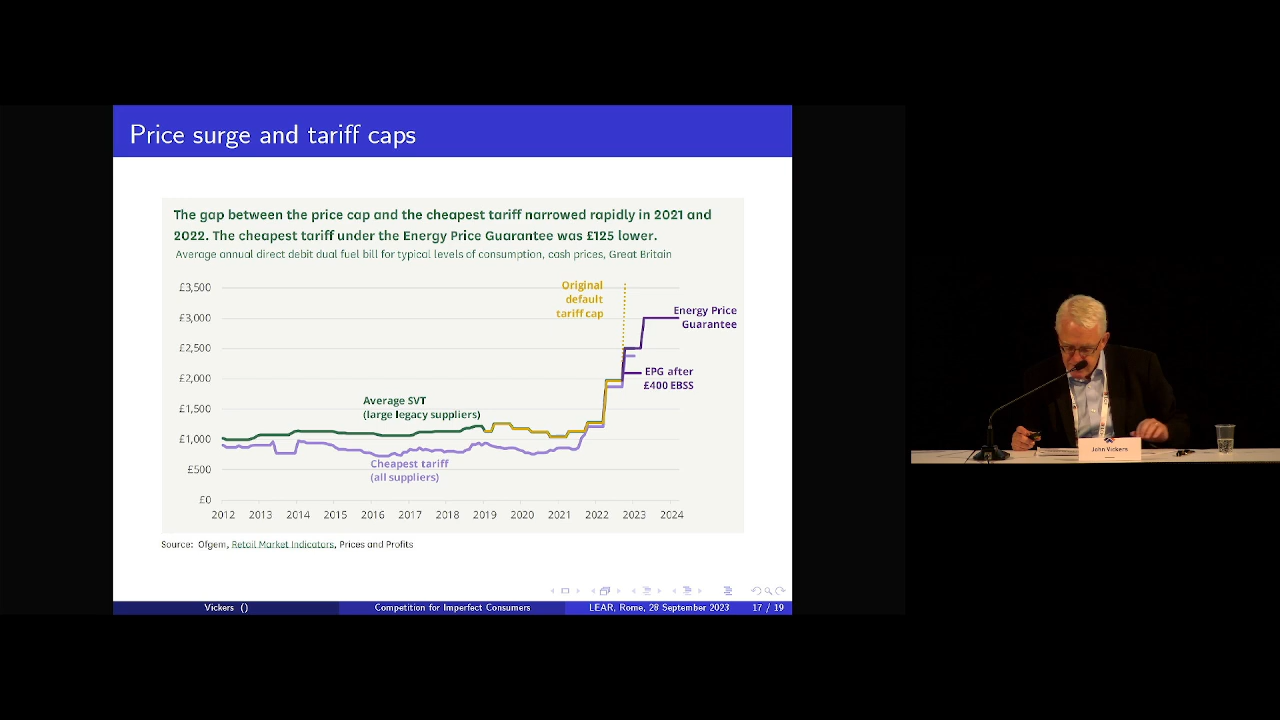 Price surge and tariff caps
The gap between the price cap and the cheapest tariff narrowed rapidly in 2021 and
2022. The cheapest tariff under the Energy Price Guarantee was £125 lower.
Average annual direct debit dual fuel bill for typical levels of consumption, cash prices, Great Britain
£3,500
£3,000
£2,500
£2,000
£1,500
£1,000
£500
£0
Original
default
tariff cap
Energy Price
Guarantee
EPG after
£400 EBSS
Average SVT
(large legacy suppliers)
Cheapest tariff
(all suppliers)
2012 2013 2014 2015 2016 2017 2018 2019 2020 2021 2022 2023 2024
Source: Ofgem, Retail Market Indicators, Prices and Profits
Vickers () Competition for Imperfect Consumers LEAR, Rome, 28 September 2023 17 / 19
John Vickers